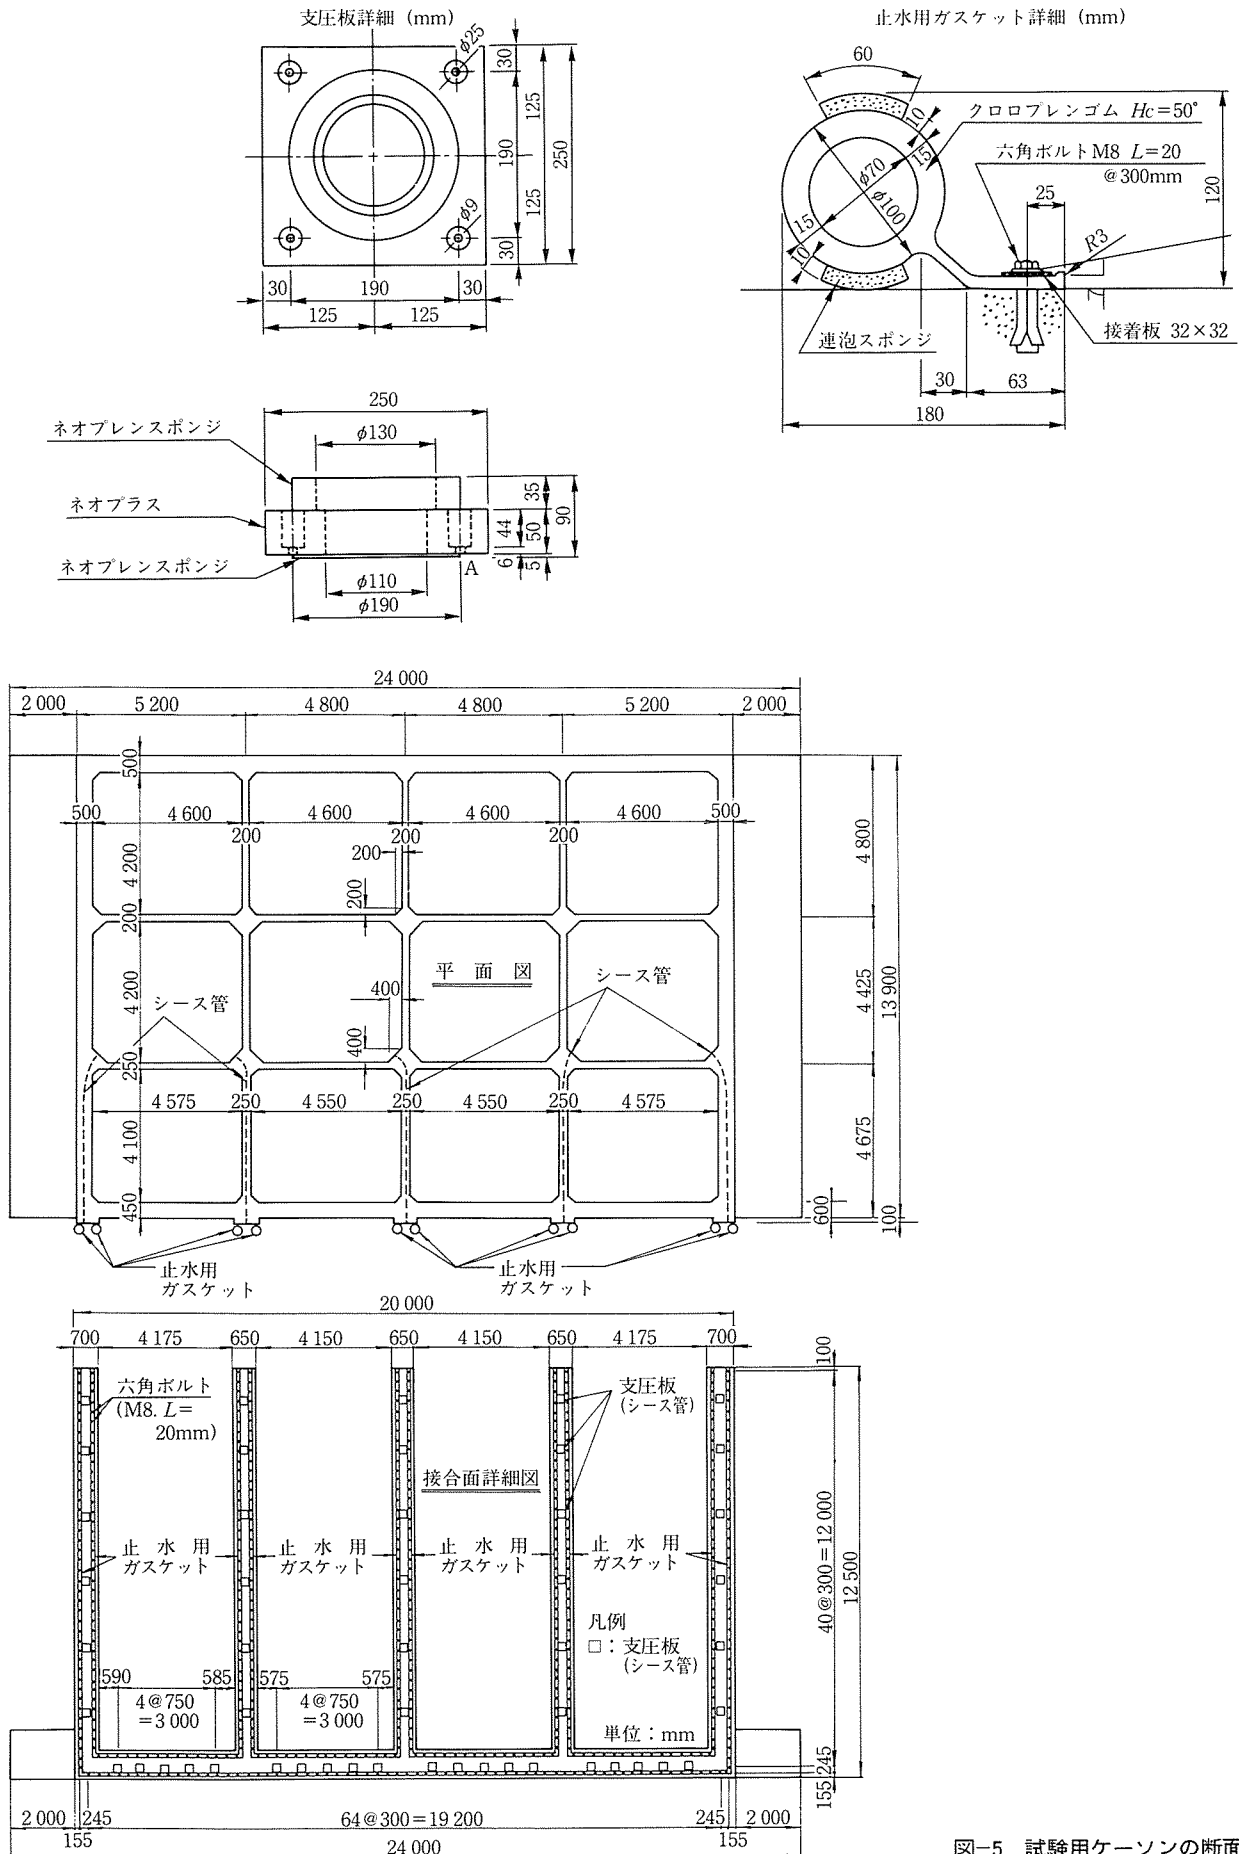 支圧板詳細 (mm)
φ25
30
125
190
250
125
φ9
30
30
190
30
125
125
止水用ガスケット詳細 (mm)
60
10
クロロプレンゴム Hc=50°
15
六角ボルトM8 L=20
@300mm
φ70
φ100
25
120
15
10
R3
連泡スポンジ
接着板 32×32
30
63
180
250
ネオプレンスポンジ
φ130
ネオプラス
35
44
50
90
ネオプレンスポンジ
A
6
5
φ110
φ190
24 000
2 000
5 200
4 800
4 800
5 200
2 000
500
500
4 600
4 600
4 600
4 600
500
200
200
200
4 200
200
200
4 800
200
平 面 図
シース管
4 200
シース管
400
400
4 425
13 900
250
4 575
250
4 550
250
4 550
250
4 575
4 100
4 675
450
600
100
止水用
ガスケット
止水用
ガスケット
20 000
700
4 175
650
4 150
650
4 150
650
4 175
700
100
六角ボルト
(M8. L=
20mm)
支圧板
(シース管)
接合面詳細図
止 水 用
ガスケット
止 水 用
ガスケット
止 水 用
ガスケット
止 水 用
ガスケット
40@300=12 000
12 500
凡例
□:支圧板
(シース管)
590
585
575
575
4@750
=3 000
4@750
=3 000
単位:mm
245
155
2 000
245
64@300=19 200
245
2 000
155
155
24 000
図-5 試験用ケーソンの断面